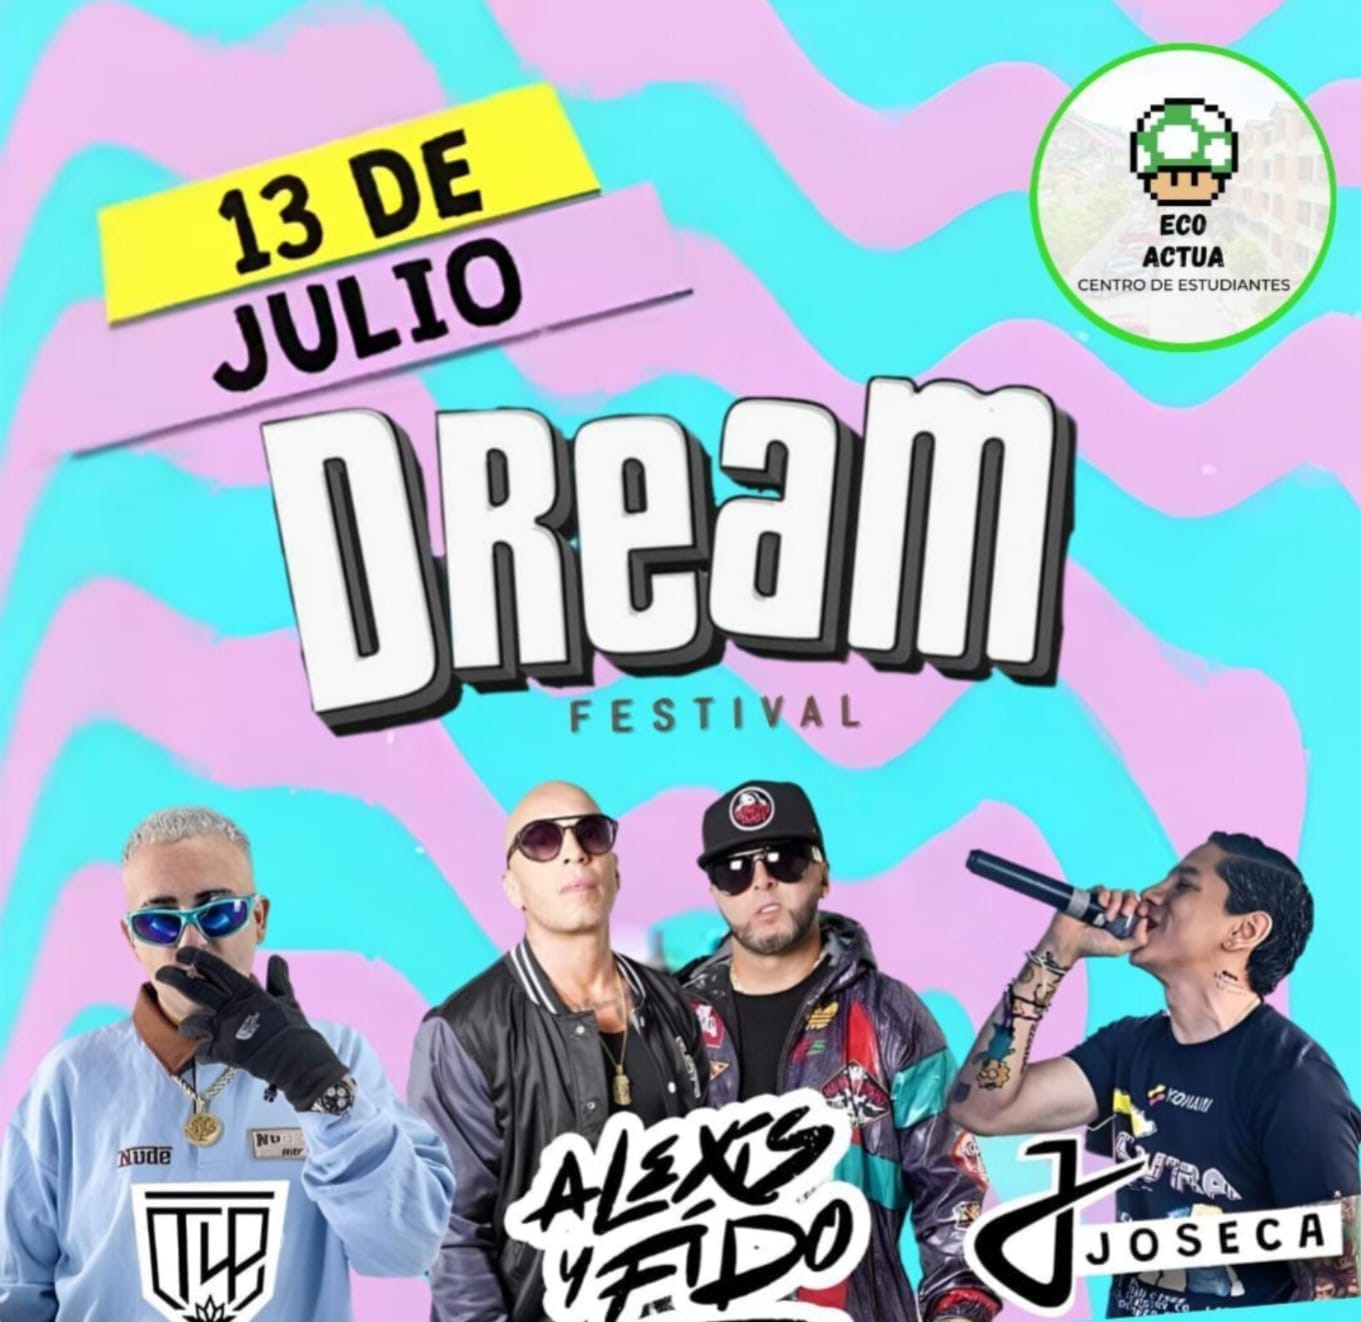 13 DE
JULIO
ECO
ACTUA
CENTRO DE ESTUDIANTES
DReam
FESTIVAL
Nude
ALEXIS
Y FIDO
JOSECA